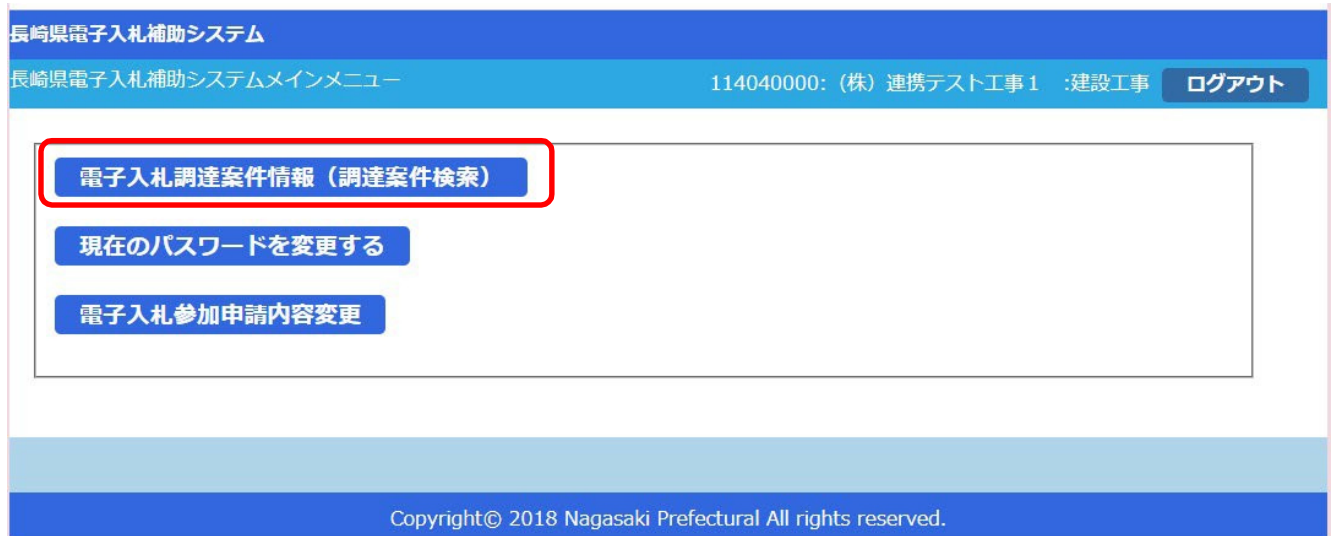 長崎県電子入札補助システム
長崎県電子入札補助システムメインメニュー 114040000:（株）連携テスト工事１ :建設工事 ログアウト
電子入札調達案件情報（調達案件検索）
現在のパスワードを変更する
電子入札参加申請内容変更
Copyright© 2018 Nagasaki Prefectural All rights reserved.